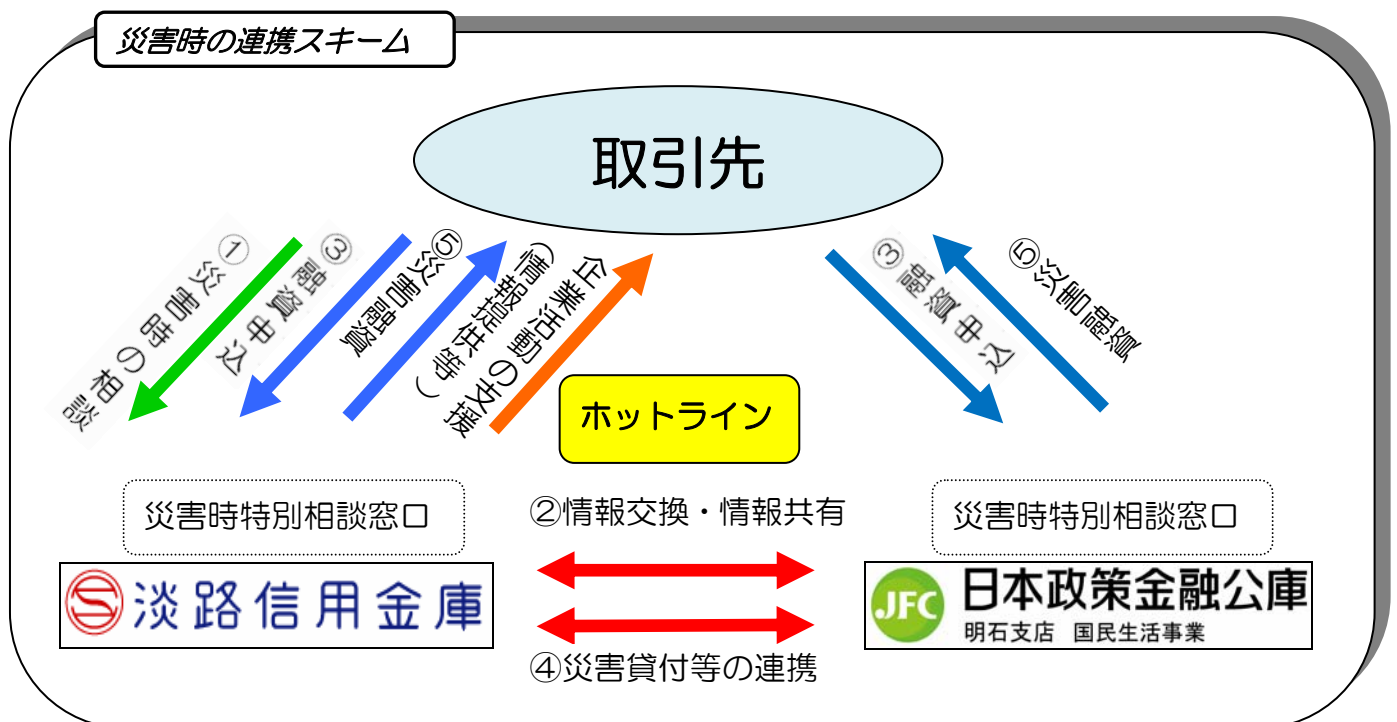 災害時の連携スキーム
取引先
①災害時の相談
③融資申込
⑤災害融資
企業活動の支援
(情報提供等)
③融資申込
⑤災害融資
ホットライン
災害時特別相談窓口
②情報交換・情報共有
災害時特別相談窓口
S淡路信用金庫
JFC 日本政策金融公庫
明石支店 国民生活事業
④災害貸付等の連携